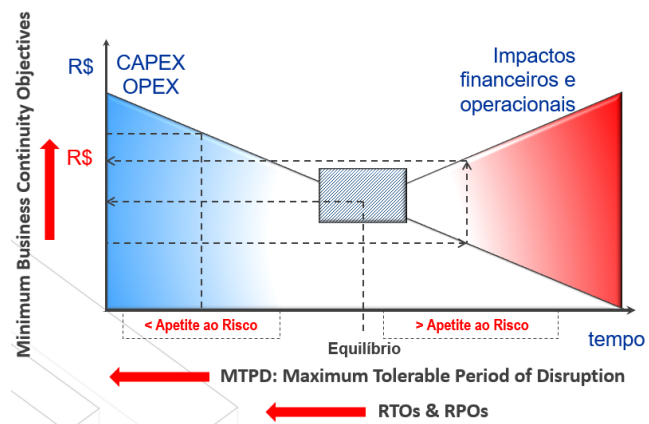 R$
CAPEX
OPEX
Impactos
financeiros e
operacionais
R$
Minimum Business Continuity Objectives
< Apetite ao Risco
> Apetite ao Risco
tempo
Equilíbrio
MTPD: Maximum Tolerable Period of Disruption
RTOs & RPOs